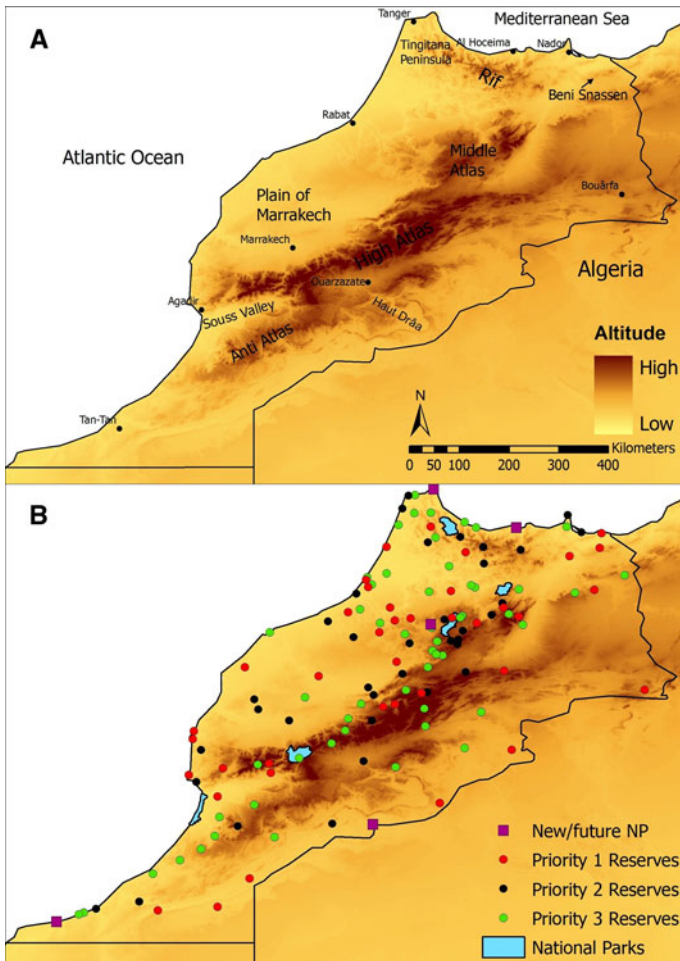 A
Tanger
Mediterranean Sea
Tingitana
Peninsula
Al Hoceima
Nador
Rif
Beni Snassen
Rabat
Atlantic Ocean
Middle
Atlas
Plain of
Marrakech
Bouârfa
Marrakech
High Atlas
Algeria
Ouarzazate
Agadir
Souss Valley
Haut Drâa
Anti Atlas
Altitude
High
Low
Tan-Tan
N
Kilometers
0 50 100 200 300 400
B
New/future NP
Priority 1 Reserves
Priority 2 Reserves
Priority 3 Reserves
National Parks